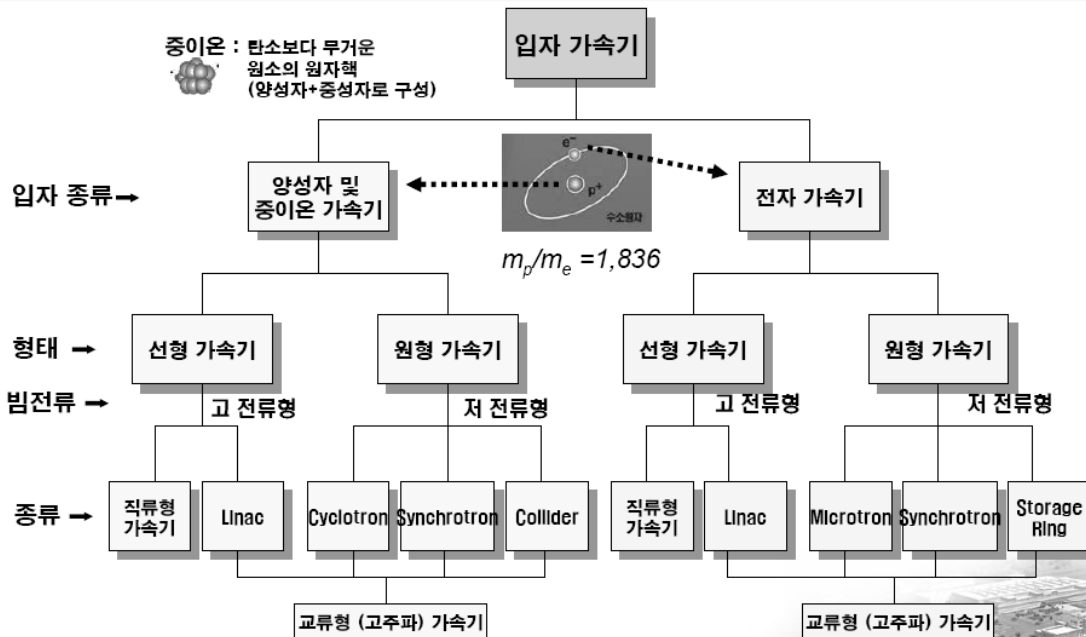 입자 가속기
중이온 : 탄소보다 무거운
원소의 원자핵
(양성자+중성자로 구성)
입자 종류→
양성자 및
중이온 가속기
e⁻
p⁺
수소원자
전자 가속기
mₚ/mₑ =1,836
형태 →
선형 가속기
원형 가속기
선형 가속기
원형 가속기
빔전류 →
고 전류형
저 전류형
고 전류형
저 전류형
종류 →
직류형
가속기
Linac
Cyclotron
Synchrotron
Collider
직류형
가속기
Linac
Microtron
Synchrotron
Storage
Ring
교류형 (고주파) 가속기
교류형 (고주파) 가속기